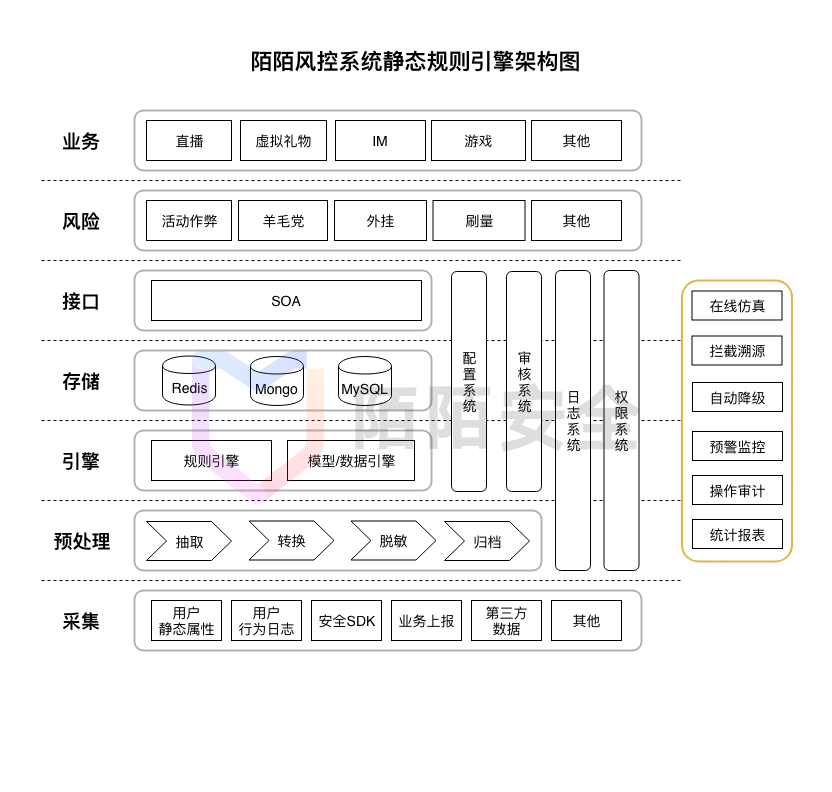 陌陌风控系统静态规则引擎架构图
业务
直播
虚拟礼物
IM
游戏
其他
风险
活动作弊
羊毛党
外挂
刷量
其他
接口
SOA
存储
Redis
Mongo
MySQL
引擎
规则引擎
模型/数据引擎
预处理
抽取
转换
脱敏
归档
采集
用户
静态属性
用户
行为日志
安全SDK
业务上报
第三方
数据
其他
配置系统
审核系统
日志系统
权限系统
在线仿真
拦截溯源
自动降级
预警监控
操作审计
统计报表
陌陌安全